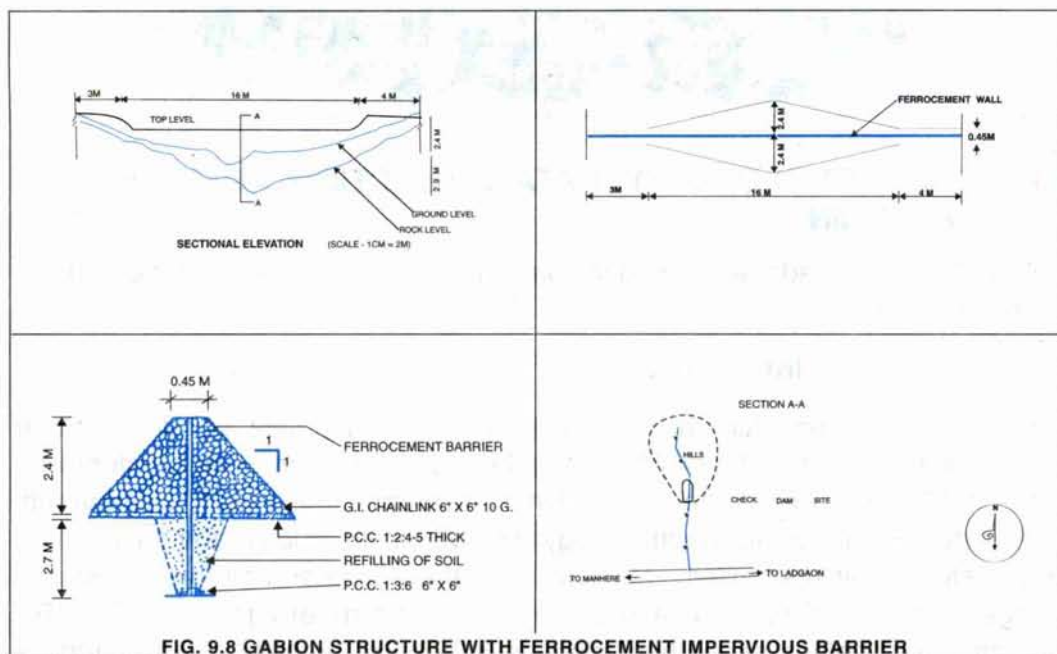 3M
16 M
4 M
A
TOP LEVEL
2.4 M
2.9 M
A
GROUND LEVEL
ROCK LEVEL
SECTIONAL ELEVATION (SCALE - 1CM = 2M)
FERROCEMENT WALL
2.4 M
0.45M
2.4 M
3M
16 M
4 M
0.45 M
FERROCEMENT BARRIER
1
1
2.4 M
G.I. CHAINLINK 6" X 6" 10 G.
P.C.C. 1:2:4-5 THICK
2.7 M
REFILLING OF SOIL
P.C.C. 1:3:6 6" X 6"
SECTION A-A
HILLS
CHECK DAM SITE
N
TO MANHERE
TO LADGAON
FIG. 9.8 GABION STRUCTURE WITH FERROCEMENT IMPERVIOUS BARRIER